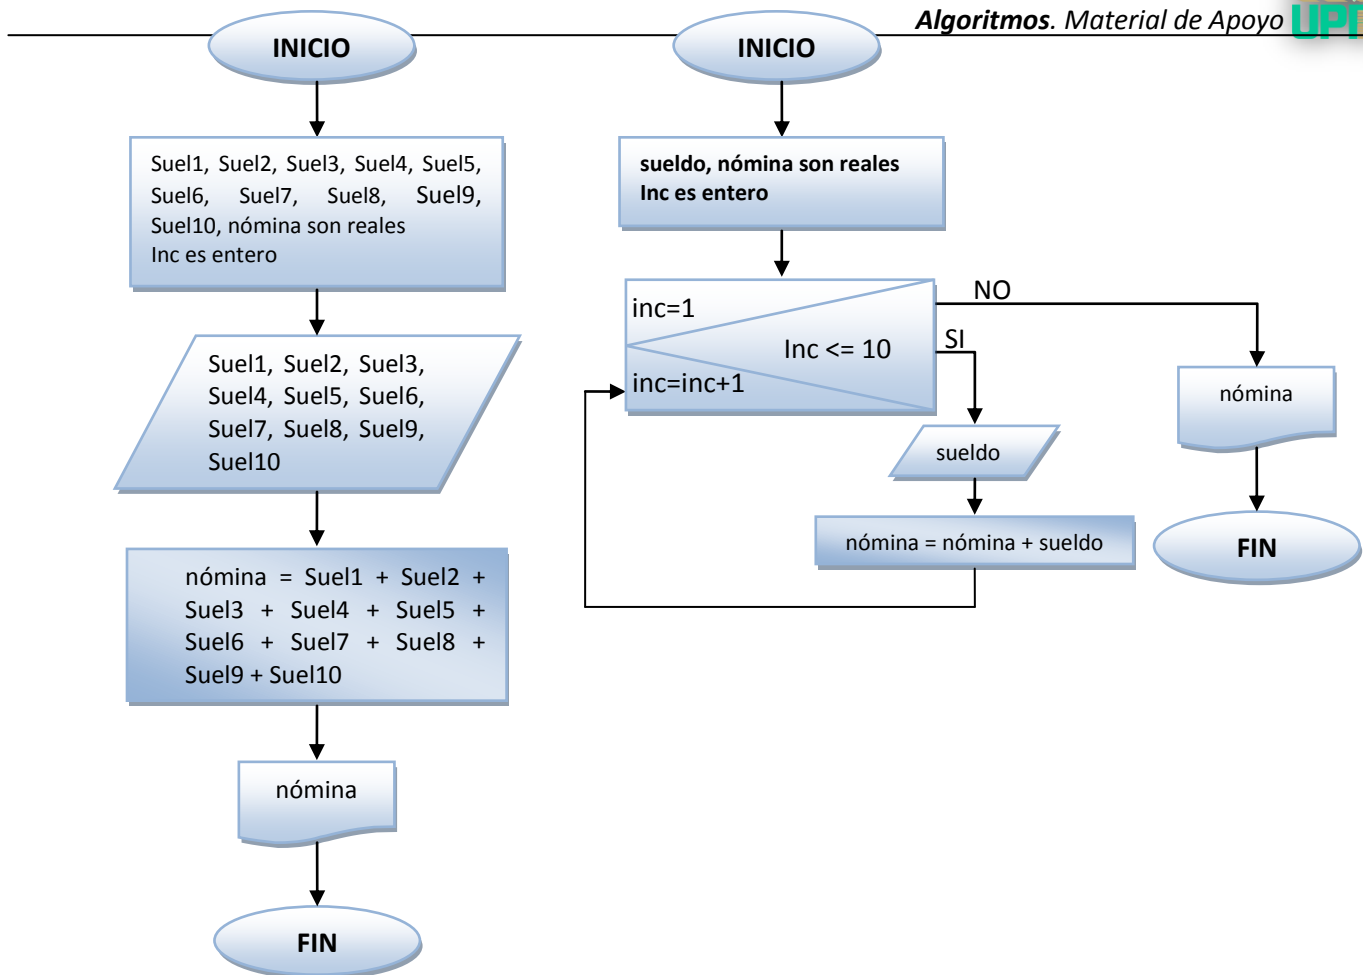 Algoritmos. Material de Apoyo
INICIO
Suel1, Suel2, Suel3, Suel4, Suel5,
Suel6, Suel7, Suel8, Suel9,
Suel10, nómina son reales
Inc es entero
Suel1, Suel2, Suel3,
Suel4, Suel5, Suel6,
Suel7, Suel8, Suel9,
Suel10
nómina = Suel1 + Suel2 +
Suel3 + Suel4 + Suel5 +
Suel6 + Suel7 + Suel8 +
Suel9 + Suel10
nómina
FIN
INICIO
sueldo, nómina son reales
Inc es entero
inc=1
Inc <= 10
inc=inc+1
NO
SI
sueldo
nómina = nómina + sueldo
nómina
FIN